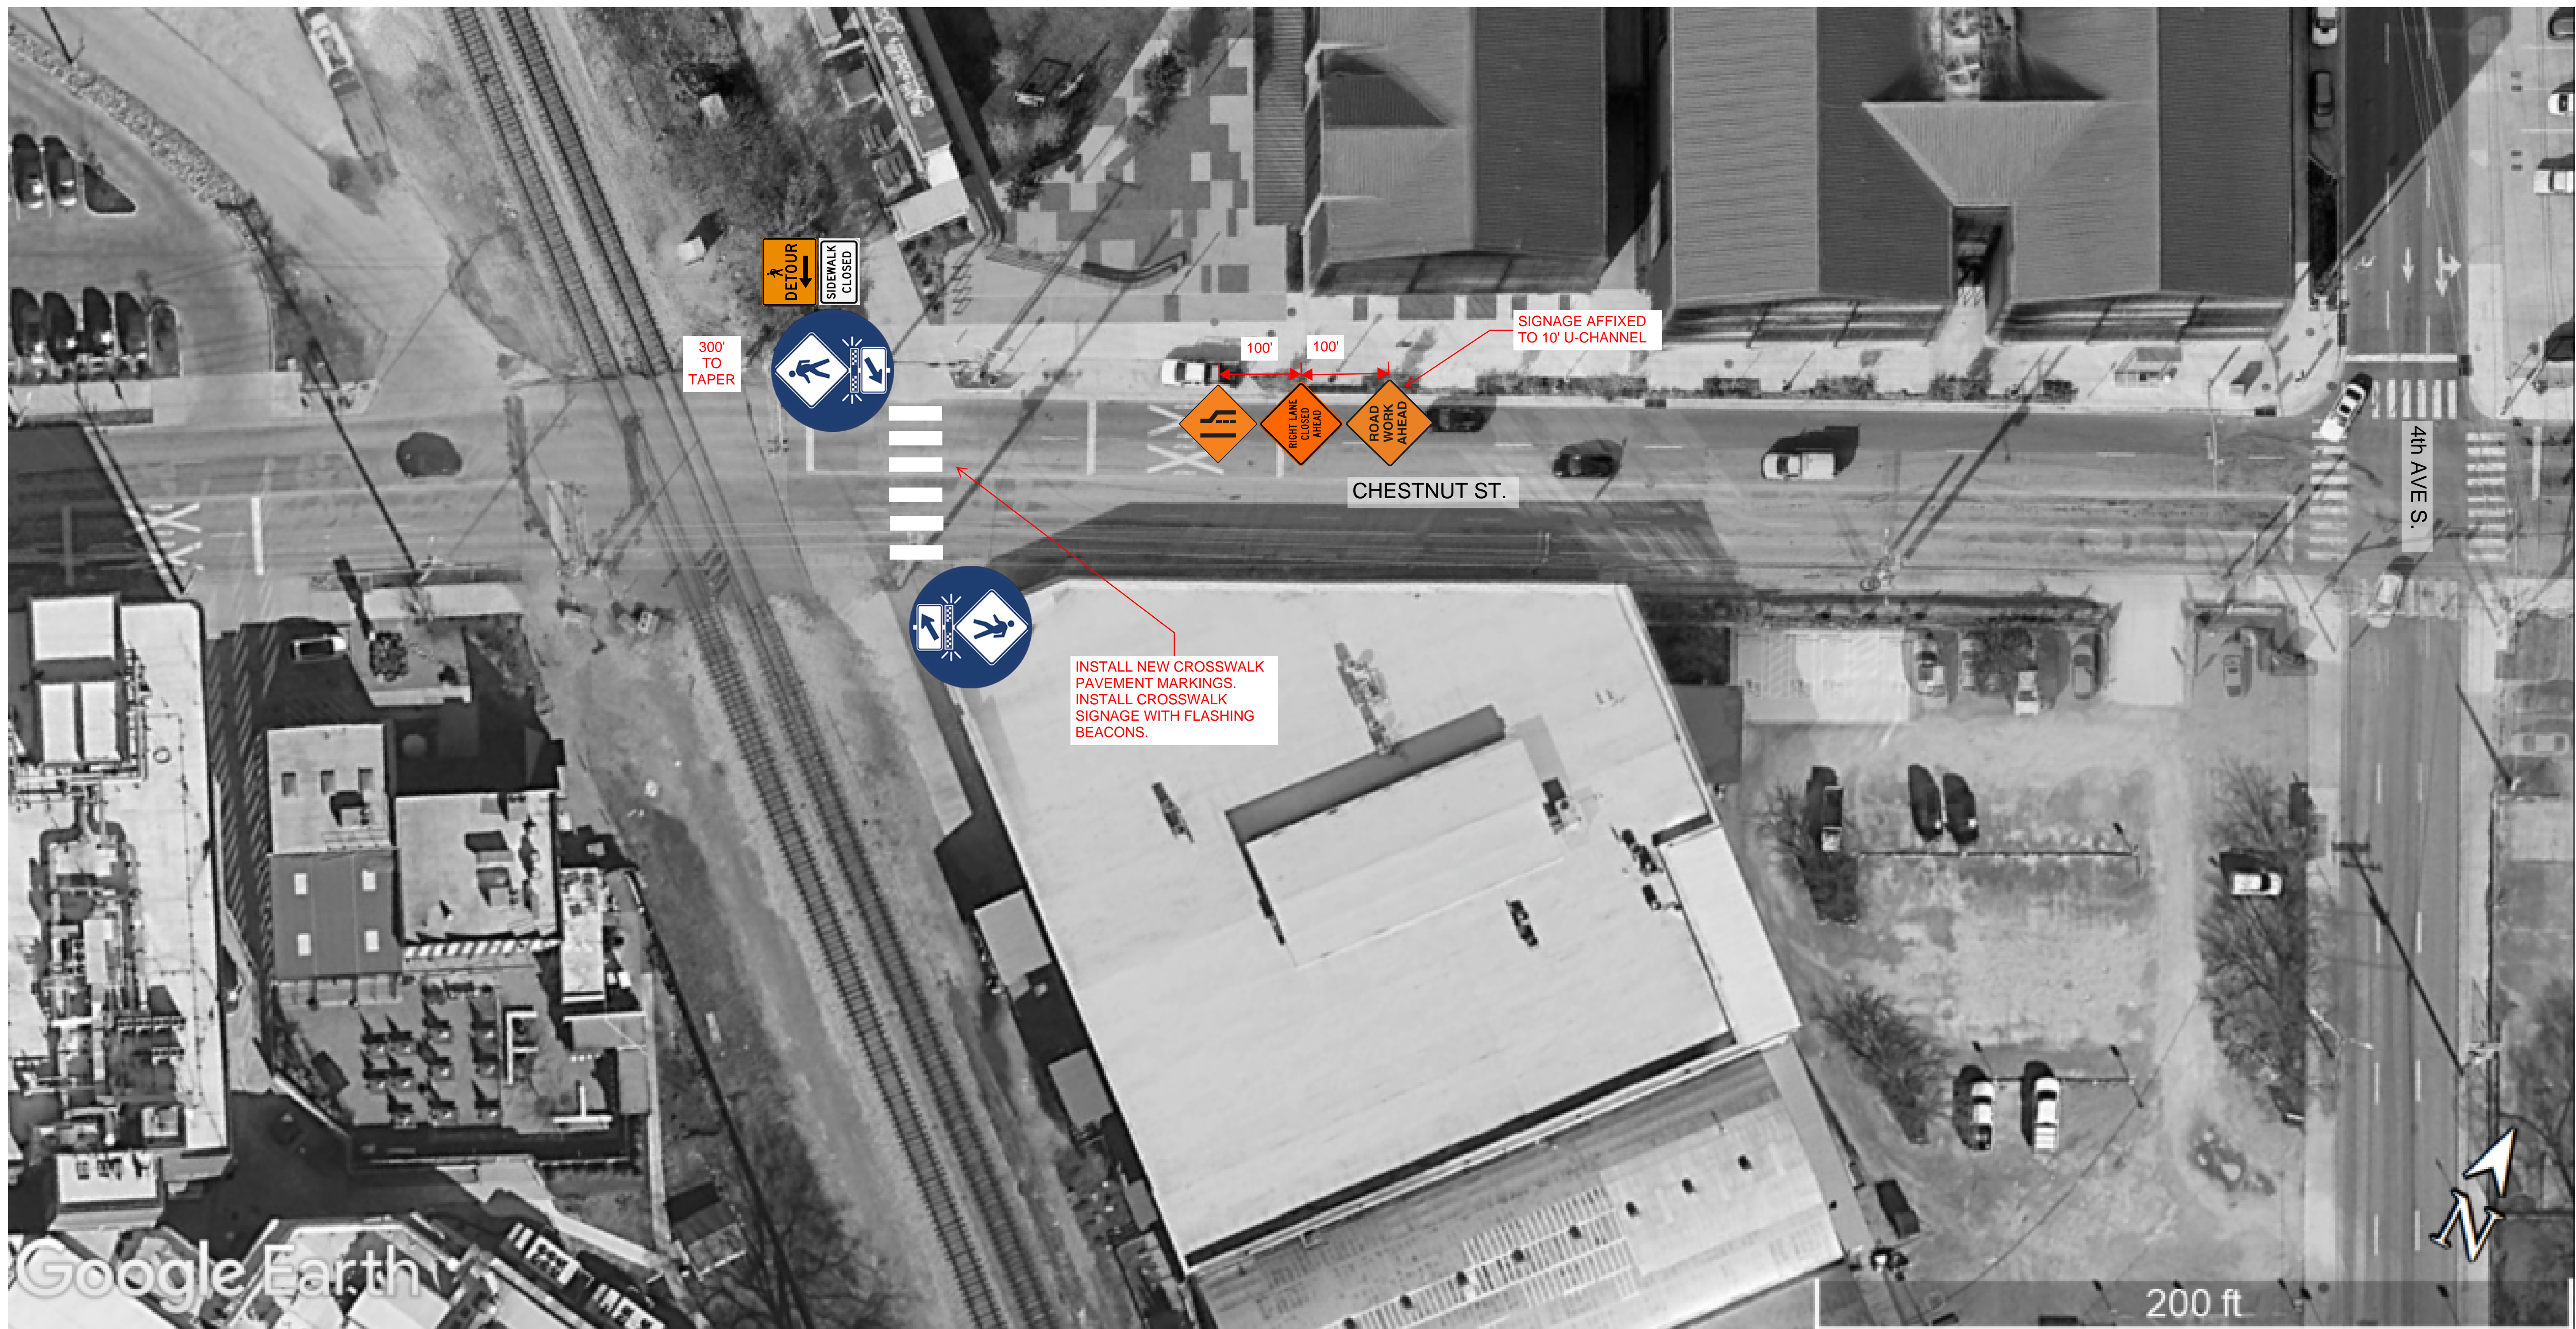 DETOUR
SIDEWALK
CLOSED
300'
TO
TAPER
100'
100'
SIGNAGE AFFIXED
TO 10' U-CHANNEL
RIGHT LANE
CLOSED
AHEAD
ROAD
WORK
AHEAD
CHESTNUT ST.
4th AVE S.
INSTALL NEW CROSSWALK
PAVEMENT MARKINGS.
INSTALL CROSSWALK
SIGNAGE WITH FLASHING
BEACONS.
N
Google Earth
200 ft